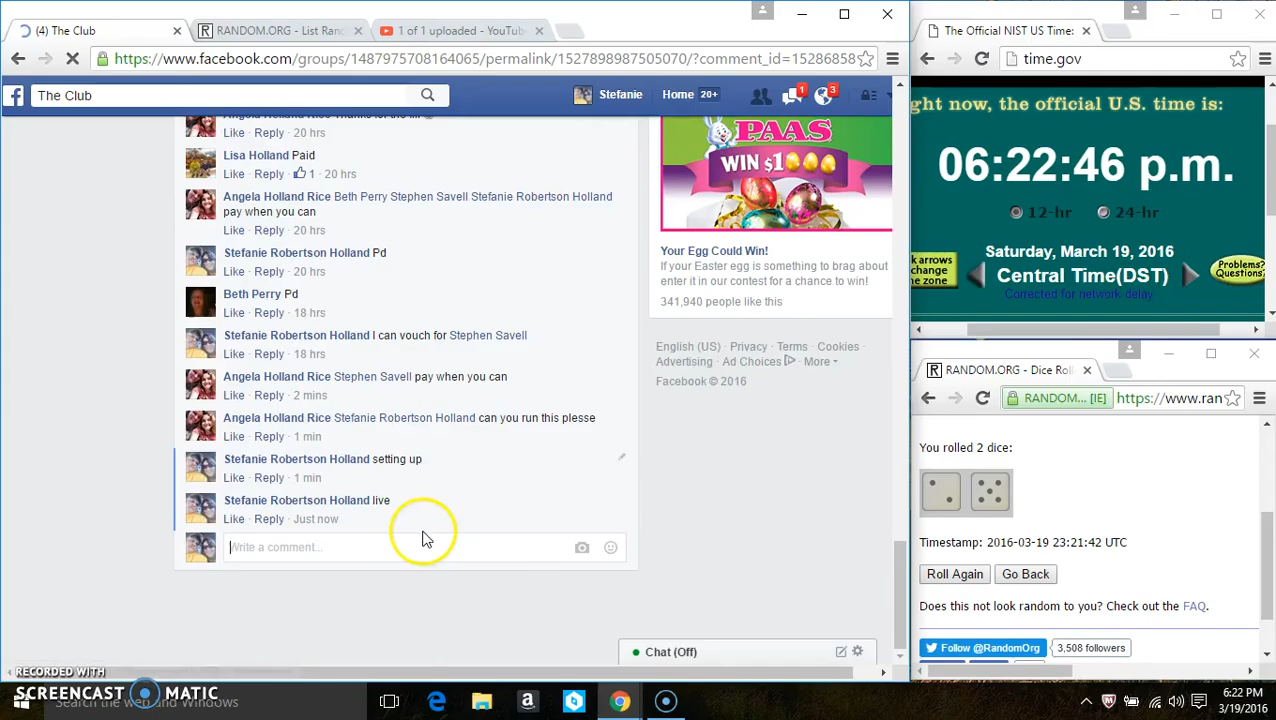 (4) The Club
RANDOM.ORG - List Ran
1 of 1 uploaded - YouTub
https://www.facebook.com/groups/1487975708164065/permalink/1527898987505070/?comment_id=15286858
The Club
Stefanie
Home 20+
1
3
Lisa Holland Paid
Like · Reply · 1 · 20 hrs
Like · Reply · 20 hrs
Angela Holland Rice Beth Perry Stephen Savell Stefanie Robertson Holland
pay when you can
Like · Reply · 20 hrs
Stefanie Robertson Holland Pd
Like · Reply · 20 hrs
Beth Perry Pd
Like · Reply · 18 hrs
Stefanie Robertson Holland I can vouch for Stephen Savell
Like · Reply · 18 hrs
Angela Holland Rice Stephen Savell pay when you can
Like · Reply · 2 mins
Angela Holland Rice Stefanie Robertson Holland can you run this plesse
Like · Reply · 1 min
Stefanie Robertson Holland setting up
Like · Reply · 1 min
Stefanie Robertson Holland live
Like · Reply · Just now
Write a comment...
PAAS
WIN $1000
Your Egg Could Win!
If your Easter egg is something to brag about
enter it in our contest for a chance to win!
341,940 people like this
English (US) · Privacy · Terms · Cookies ·
Advertising · Ad Choices · More
Facebook © 2016
Chat (Off)
RECORDED WITH
SCREENCAST MATIC
Search the web and Windows
The Official NIST US Time:
time.gov
ght now, the official U.S. time is:
06:22:46 p.m.
12-hr 24-hr
Saturday, March 19, 2016
Central Time(DST)
Corrected for network delay
k arrows
change
e zone
Problems?
Questions?
RANDOM.ORG - Dice Roll
RANDOM... [IE]
https://www.ran
You rolled 2 dice:
Timestamp: 2016-03-19 23:21:42 UTC
Roll Again
Go Back
Does this not look random to you? Check out the FAQ.
Follow @RandomOrg
3,508 followers
6:22 PM
3/19/2016